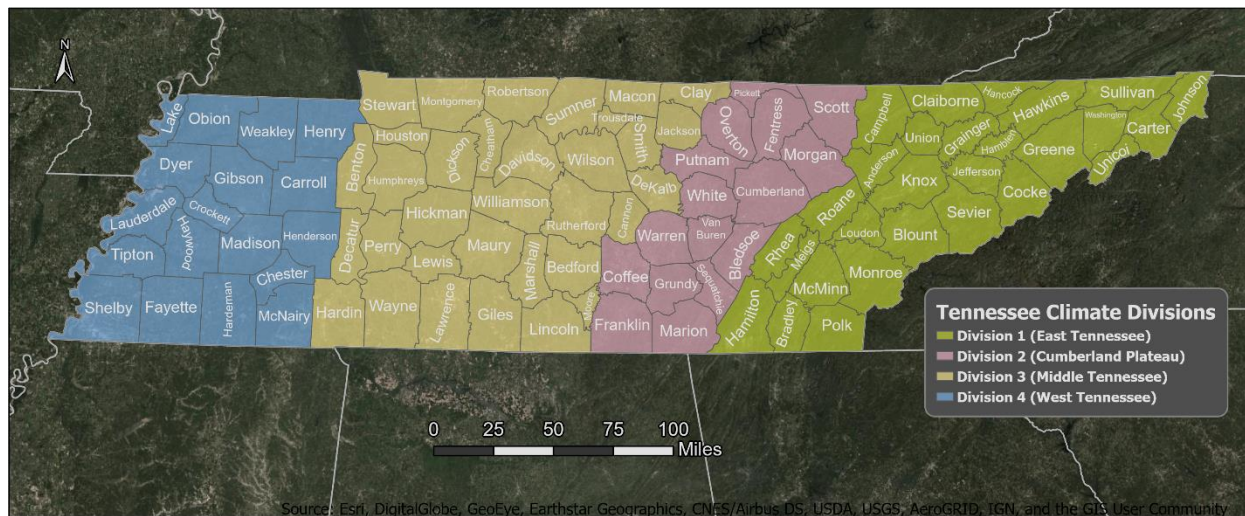 N
Lake
Obion
Weakley
Henry
Dyer
Gibson
Carroll
Lauderdale
Crockett
Haywood
Madison
Henderson
Tipton
Chester
Shelby
Fayette
Hardeman
McNairy
Stewart
Montgomery
Robertson
Sumner
Macon
Trousdale
Clay
Houston
Dickson
Cheatham
Davidson
Wilson
Smith
Jackson
Benton
Humphreys
Hickman
Williamson
Rutherford
DeKalb
Cannon
Decatur
Perry
Lewis
Maury
Marshall
Bedford
Hardin
Wayne
Lawrence
Giles
Lincoln
Moore
Pickett
Overton
Fentress
Scott
Putnam
Morgan
White
Cumberland
Warren
Van
Buren
Bledsoe
Coffee
Grundy
Sequatchie
Franklin
Marion
Campbell
Claiborne
Hancock
Hawkins
Sullivan
Johnson
Union
Grainger
Hamblen
Washington
Carter
Greene
Unicoi
Anderson
Knox
Jefferson
Cocke
Roane
Sevier
Loudon
Blount
Rhea
Meigs
Monroe
McMinn
Hamilton
Bradley
Polk
Tennessee Climate Divisions
Division 1 (East Tennessee)
Division 2 (Cumberland Plateau)
Division 3 (Middle Tennessee)
Division 4 (West Tennessee)
0 25 50 75 100
Miles
Source: Esri, DigitalGlobe, GeoEye, Earthstar Geographics, CNES/Airbus DS, USDA, USGS, AeroGRID, IGN, and the GIS User Community